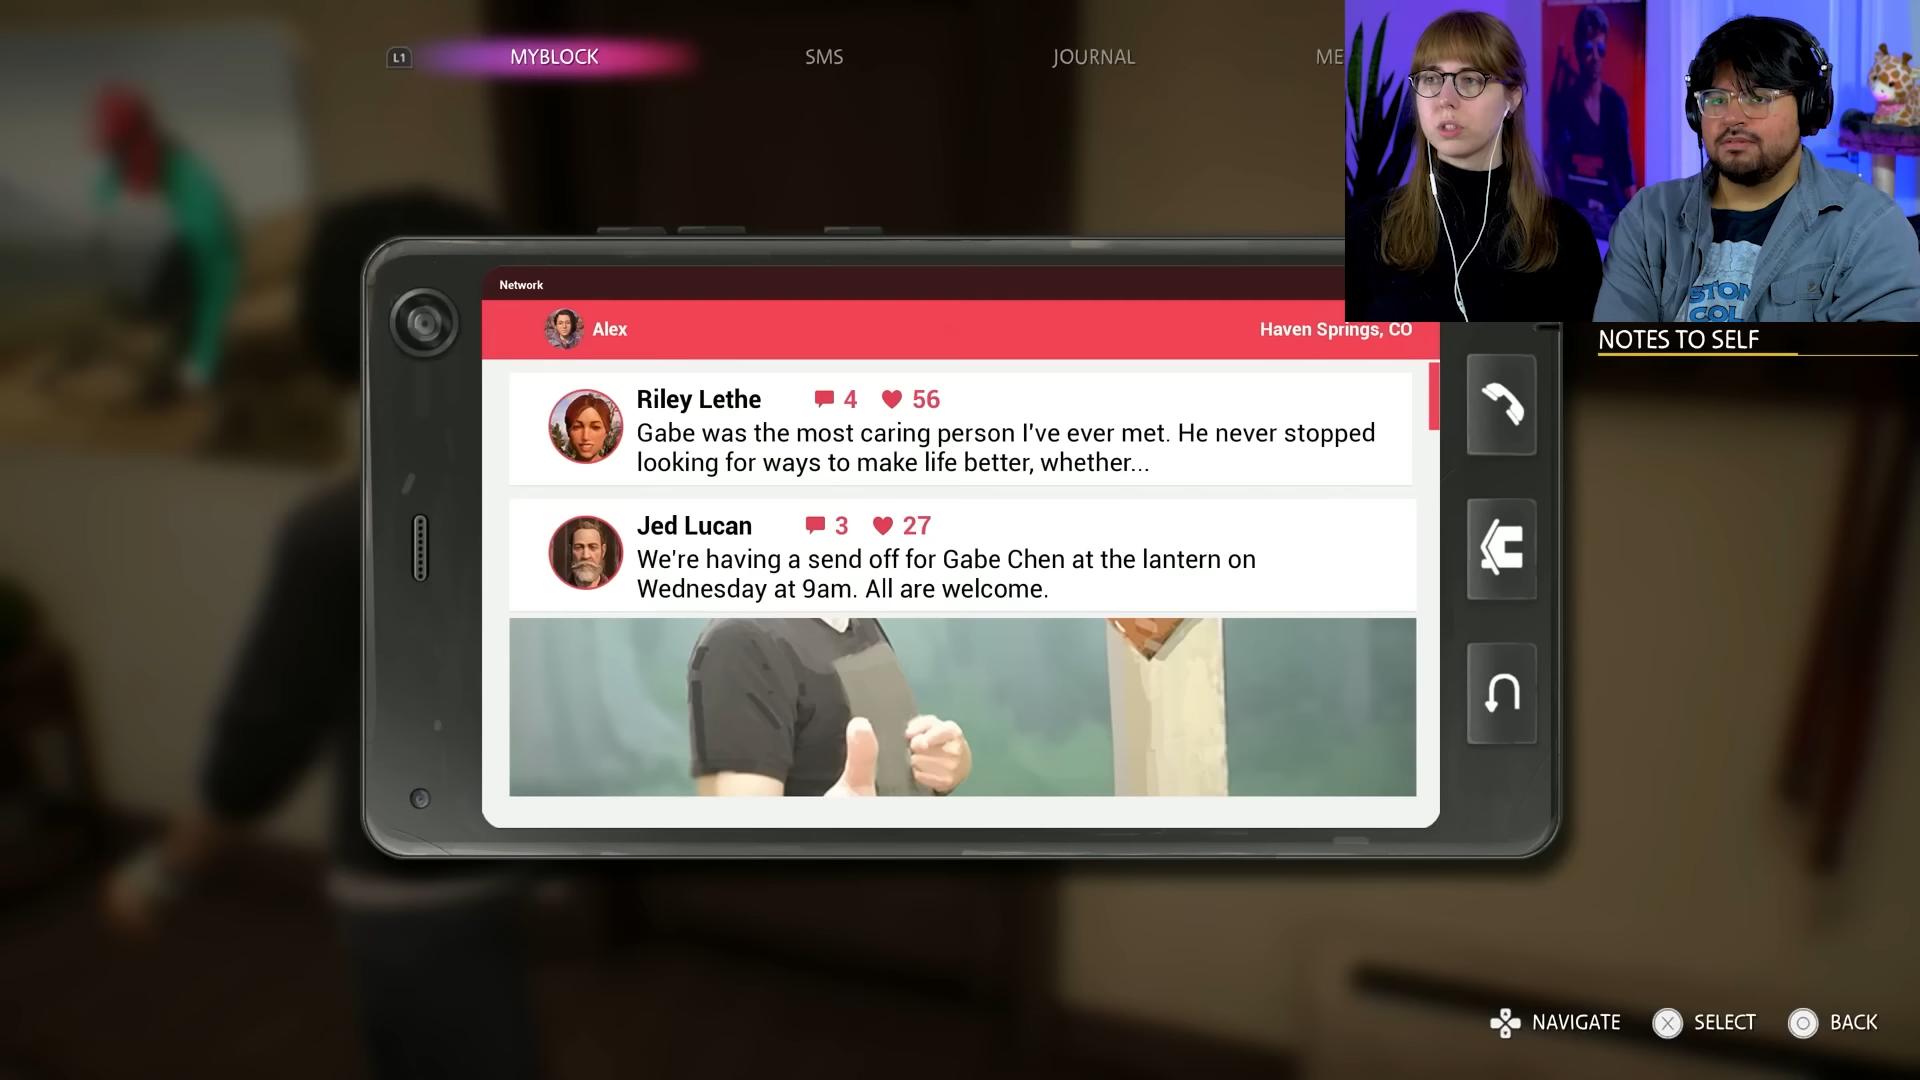 L1
MYBLOCK
SMS
JOURNAL
ME
Network
Alex
Haven Springs, CO
NOTES TO SELF
Riley Lethe 4 56
Gabe was the most caring person I've ever met. He never stopped
looking for ways to make life better, whether...
Jed Lucan 3 27
We're having a send off for Gabe Chen at the lantern on
Wednesday at 9am. All are welcome.
NAVIGATE
SELECT
BACK